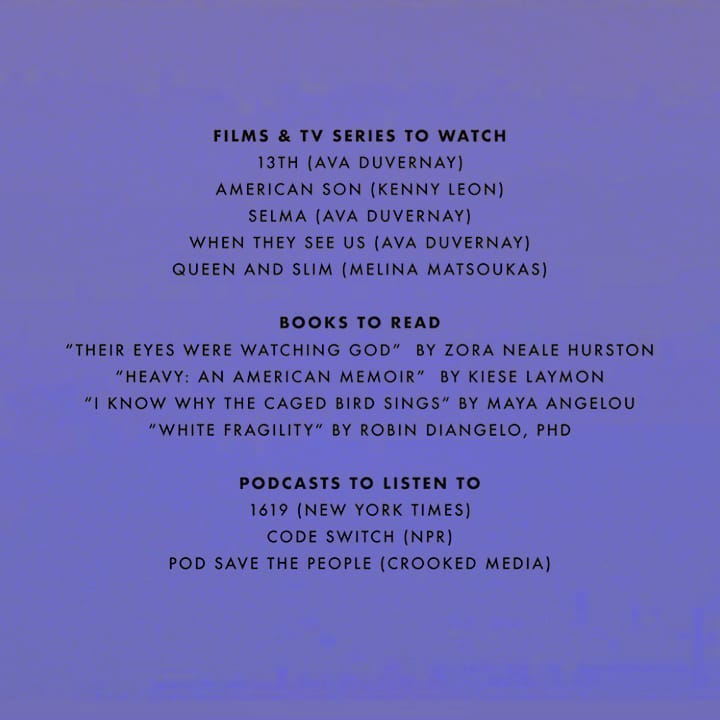 FILMS & TV SERIES TO WATCH
13TH (AVA DUVERNAY)
AMERICAN SON (KENNY LEON)
SELMA (AVA DUVERNAY)
WHEN THEY SEE US (AVA DUVERNAY)
QUEEN AND SLIM (MELINA MATSOUKAS)
BOOKS TO READ
“THEIR EYES WERE WATCHING GOD” BY ZORA NEALE HURSTON
“HEAVY: AN AMERICAN MEMOIR” BY KIESE LAYMON
“I KNOW WHY THE CAGED BIRD SINGS” BY MAYA ANGELOU
“WHITE FRAGILITY” BY ROBIN DIANGELO, PHD
PODCASTS TO LISTEN TO
1619 (NEW YORK TIMES)
CODE SWITCH (NPR)
POD SAVE THE PEOPLE (CROOKED MEDIA)